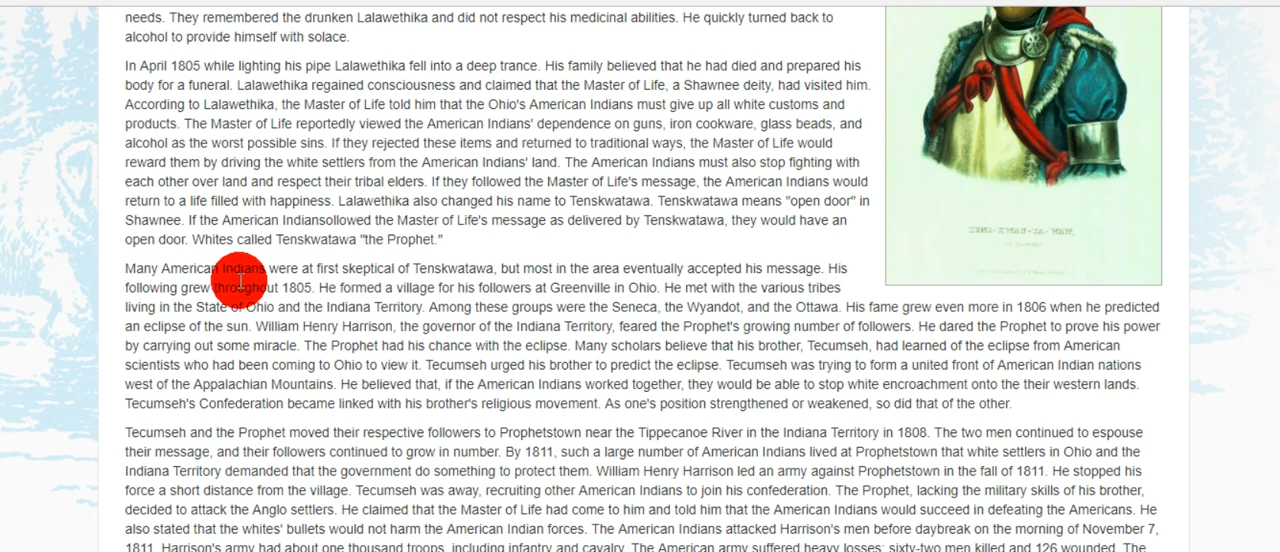 needs. They remembered the drunken Lalawethika and did not respect his medicinal abilities. He quickly turned back to
alcohol to provide himself with solace.
In April 1805 while lighting his pipe Lalawethika fell into a deep trance. His family believed that he had died and prepared his
body for a funeral. Lalawethika regained consciousness and claimed that the Master of Life, a Shawnee deity, had visited him.
According to Lalawethika, the Master of Life told him that the Ohio's American Indians must give up all white customs and
products. The Master of Life reportedly viewed the American Indians' dependence on guns, iron cookware, glass beads, and
alcohol as the worst possible sins. If they rejected these items and returned to traditional ways, the Master of Life would
reward them by driving the white settlers from the American Indians' land. The American Indians must also stop fighting with
each other over land and respect their tribal elders. If they followed the Master of Life's message, the American Indians would
return to a life filled with happiness. Lalawethika also changed his name to Tenskwatawa. Tenskwatawa means "open door" in
Shawnee. If the American Indiansollowed the Master of Life's message as delivered by Tenskwatawa, they would have an
open door. Whites called Tenskwatawa "the Prophet."
Many American Indians were at first skeptical of Tenskwatawa, but most in the area eventually accepted his message. His
following grew throughout 1805. He formed a village for his followers at Greenville in Ohio. He met with the various tribes
living in the State of Ohio and the Indiana Territory. Among these groups were the Seneca, the Wyandot, and the Ottawa. His fame grew even more in 1806 when he predicted
an eclipse of the sun. William Henry Harrison, the governor of the Indiana Territory, feared the Prophet's growing number of followers. He dared the Prophet to prove his power
by carrying out some miracle. The Prophet had his chance with the eclipse. Many scholars believe that his brother, Tecumseh, had learned of the eclipse from American
scientists who had been coming to Ohio to view it. Tecumseh urged his brother to predict the eclipse. Tecumseh was trying to form a united front of American Indian nations
west of the Appalachian Mountains. He believed that, if the American Indians worked together, they would be able to stop white encroachment onto the their western lands.
Tecumseh's Confederation became linked with his brother's religious movement. As one's position strengthened or weakened, so did that of the other.
Tecumseh and the Prophet moved their respective followers to Prophetstown near the Tippecanoe River in the Indiana Territory in 1808. The two men continued to espouse
their message, and their followers continued to grow in number. By 1811, such a large number of American Indians lived at Prophetstown that white settlers in Ohio and the
Indiana Territory demanded that the government do something to protect them. William Henry Harrison led an army against Prophetstown in the fall of 1811. He stopped his
force a short distance from the village. Tecumseh was away, recruiting other American Indians to join his confederation. The Prophet, lacking the military skills of his brother,
decided to attack the Anglo settlers. He claimed that the Master of Life had come to him and told him that the American Indians would succeed in defeating the Americans. He
also stated that the whites' bullets would not harm the American Indian forces. The American Indians attacked Harrison's men before daybreak on the morning of November 7,
1811. Harrison's army had about one thousand troops, including infantry and cavalry. The American army suffered heavy losses: sixty-two men killed and 126 wounded. The